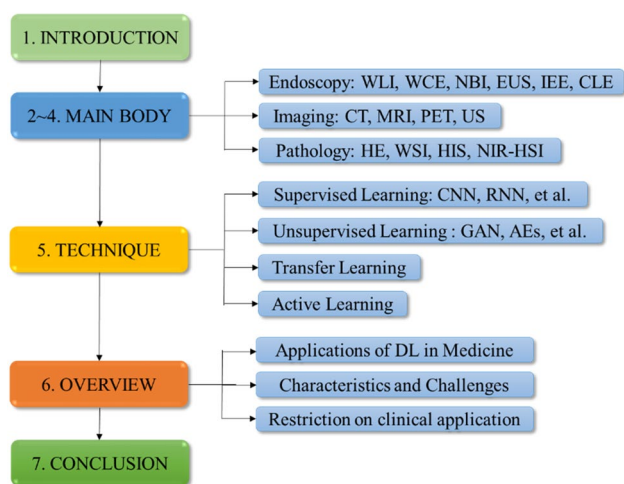 1. INTRODUCTION
2~4. MAIN BODY
Endoscopy: WLI, WCE, NBI, EUS, IEE, CLE
Imaging: CT, MRI, PET, US
Pathology: HE, WSI, HIS, NIR-HSI
5. TECHNIQUE
Supervised Learning: CNN, RNN, et al.
Unsupervised Learning : GAN, AEs, et al.
Transfer Learning
Active Learning
6. OVERVIEW
Applications of DL in Medicine
Characteristics and Challenges
Restriction on clinical application
7. CONCLUSION